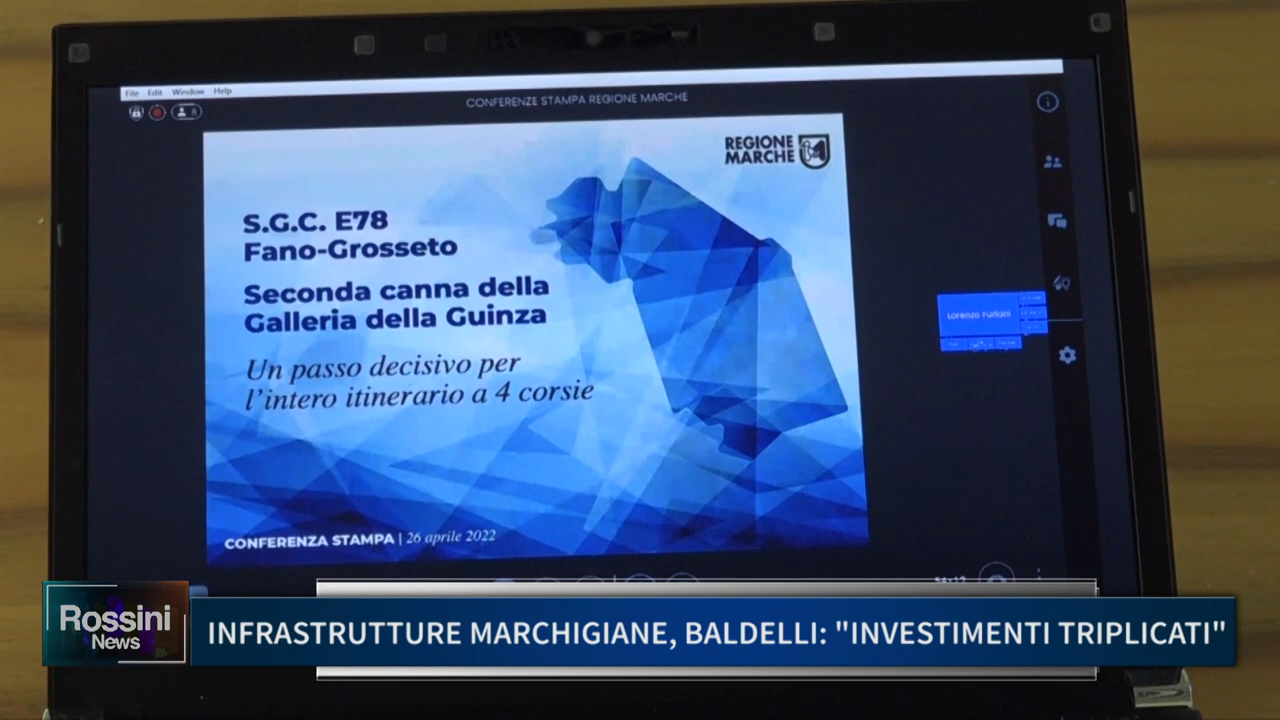 File Edit Window Help
CONFERENZE STAMPA REGIONE MARCHE
8
REGIONE
MARCHE
S.G.C. E78
Fano-Grosseto
Seconda canna della
Galleria della Guinza
Un passo decisivo per
l'intero itinerario a 4 corsie
Lorenzo Furlani
CONFERENZA STAMPA | 26 aprile 2022
Rossini
News
INFRASTRUTTURE MARCHIGIANE, BALDELLI: "INVESTIMENTI TRIPLICATI"